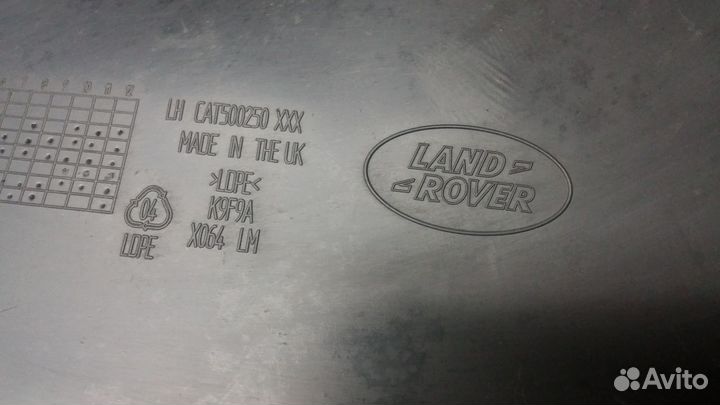 LH CAT500250 XXX
MADE IN THE UK
>LDPE<
K9F9A
X064 LM
04
LDPE
LAND
ROVER
Avito